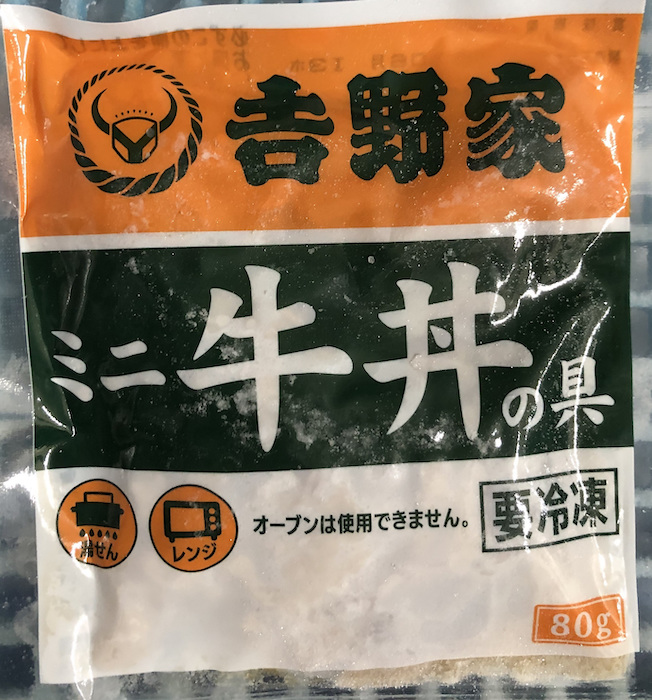 吉野家
ミニ牛丼の具
湯せん
レンジ
オーブンは使用できません。
要冷凍
80g